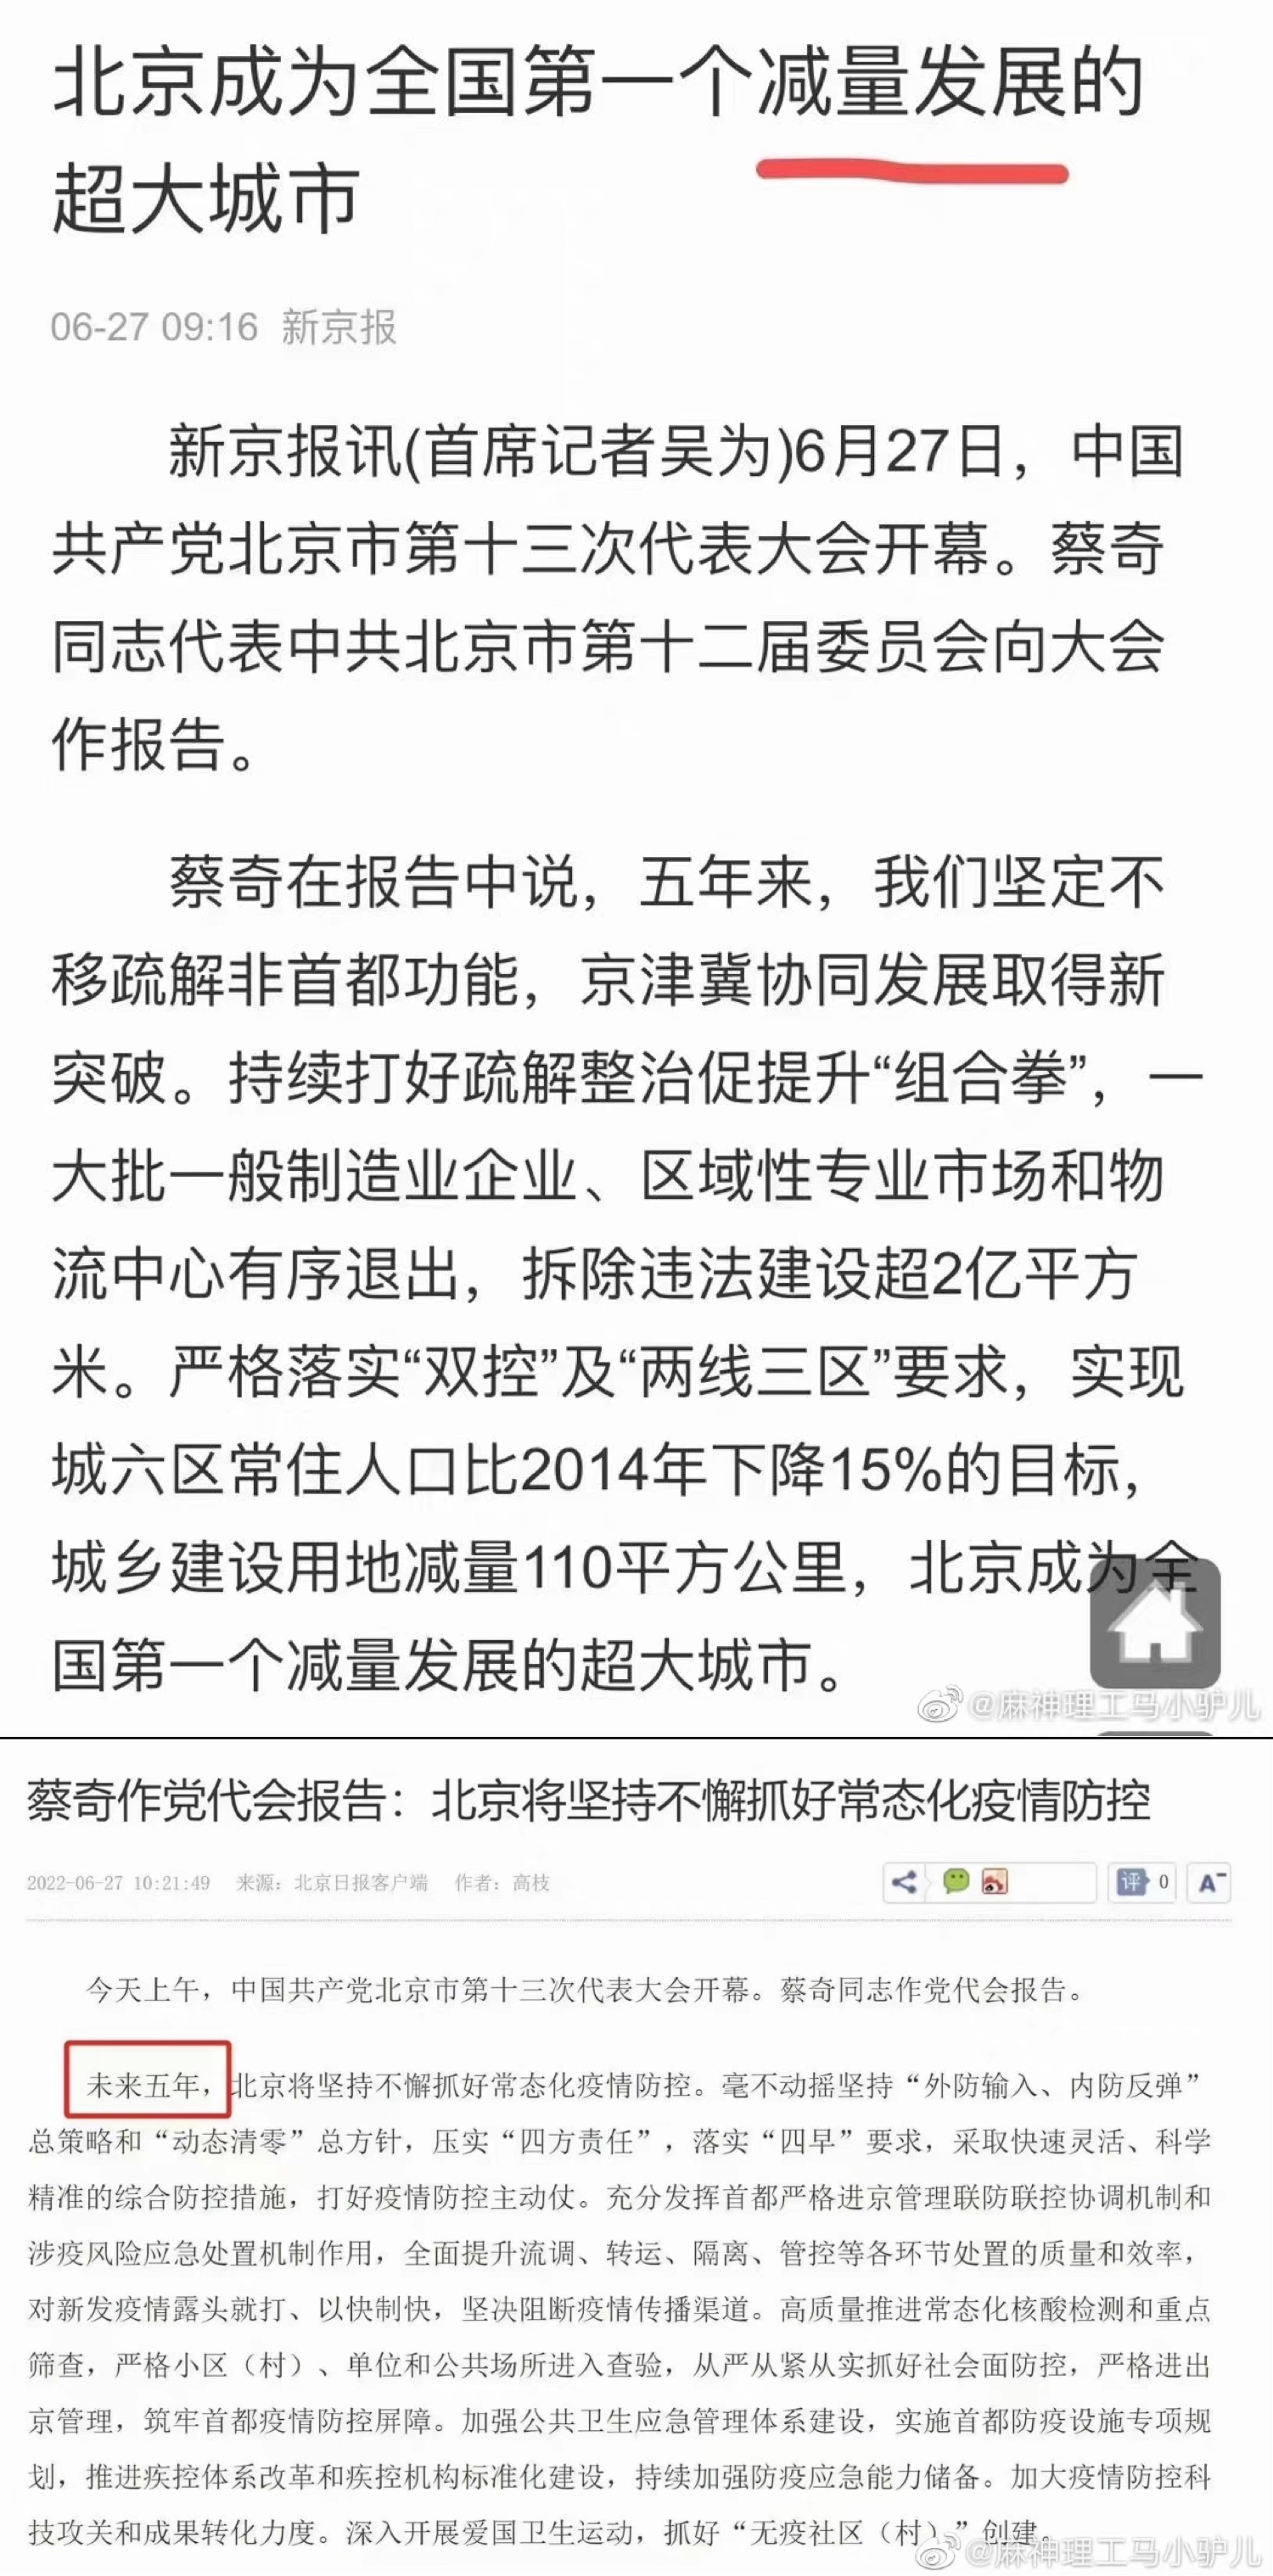 北京成为全国第一个减量发展的
超大城市
06-27 09:16 新京报
新京报讯(首席记者吴为)6月27日，中国
共产党北京市第十三次代表大会开幕。蔡奇
同志代表中共北京市第十二届委员会向大会
作报告。
蔡奇在报告中说，五年来，我们坚定不
移疏解非首都功能，京津冀协同发展取得新
突破。持续打好疏解整治促提升“组合拳”，一
大批一般制造业企业、区域性专业市场和物
流中心有序退出，拆除违法建设超2亿平方
米。严格落实“双控”及“两线三区”要求，实现
城六区常住人口比2014年下降15%的目标，
城乡建设用地减量110平方公里，北京成为全
国第一个减量发展的超大城市。
@麻神理工马小驴儿
蔡奇作党代会报告：北京将坚持不懈抓好常态化疫情防控
2022-06-27 10:21:49 来源：北京日报客户端 作者：高枝
评 0 A-
今天上午，中国共产党北京市第十三次代表大会开幕。蔡奇同志作党代会报告。
未来五年，北京将坚持不懈抓好常态化疫情防控。毫不动摇坚持“外防输入、内防反弹”
总策略和“动态清零”总方针，压实“四方责任”，落实“四早”要求，采取快速灵活、科学
精准的综合防控措施，打好疫情防控主动仗。充分发挥首都严格进京管理联防联控协调机制和
涉疫风险应急处置机制作用，全面提升流调、转运、隔离、管控等各环节处置的质量和效率，
对新发疫情露头就打、以快制快，坚决阻断疫情传播渠道。高质量推进常态化核酸检测和重点
筛查，严格小区（村）、单位和公共场所进入查验，从严从紧从实抓好社会面防控，严格进出
京管理，筑牢首都疫情防控屏障。加强公共卫生应急管理体系建设，实施首都防疫设施专项规
划，推进疾控体系改革和疾控机构标准化建设，持续加强防疫应急能力储备。加大疫情防控科
技攻关和成果转化力度。深入开展爱国卫生运动，抓好“无疫社区（村）”创建。
@麻神理工马小驴儿